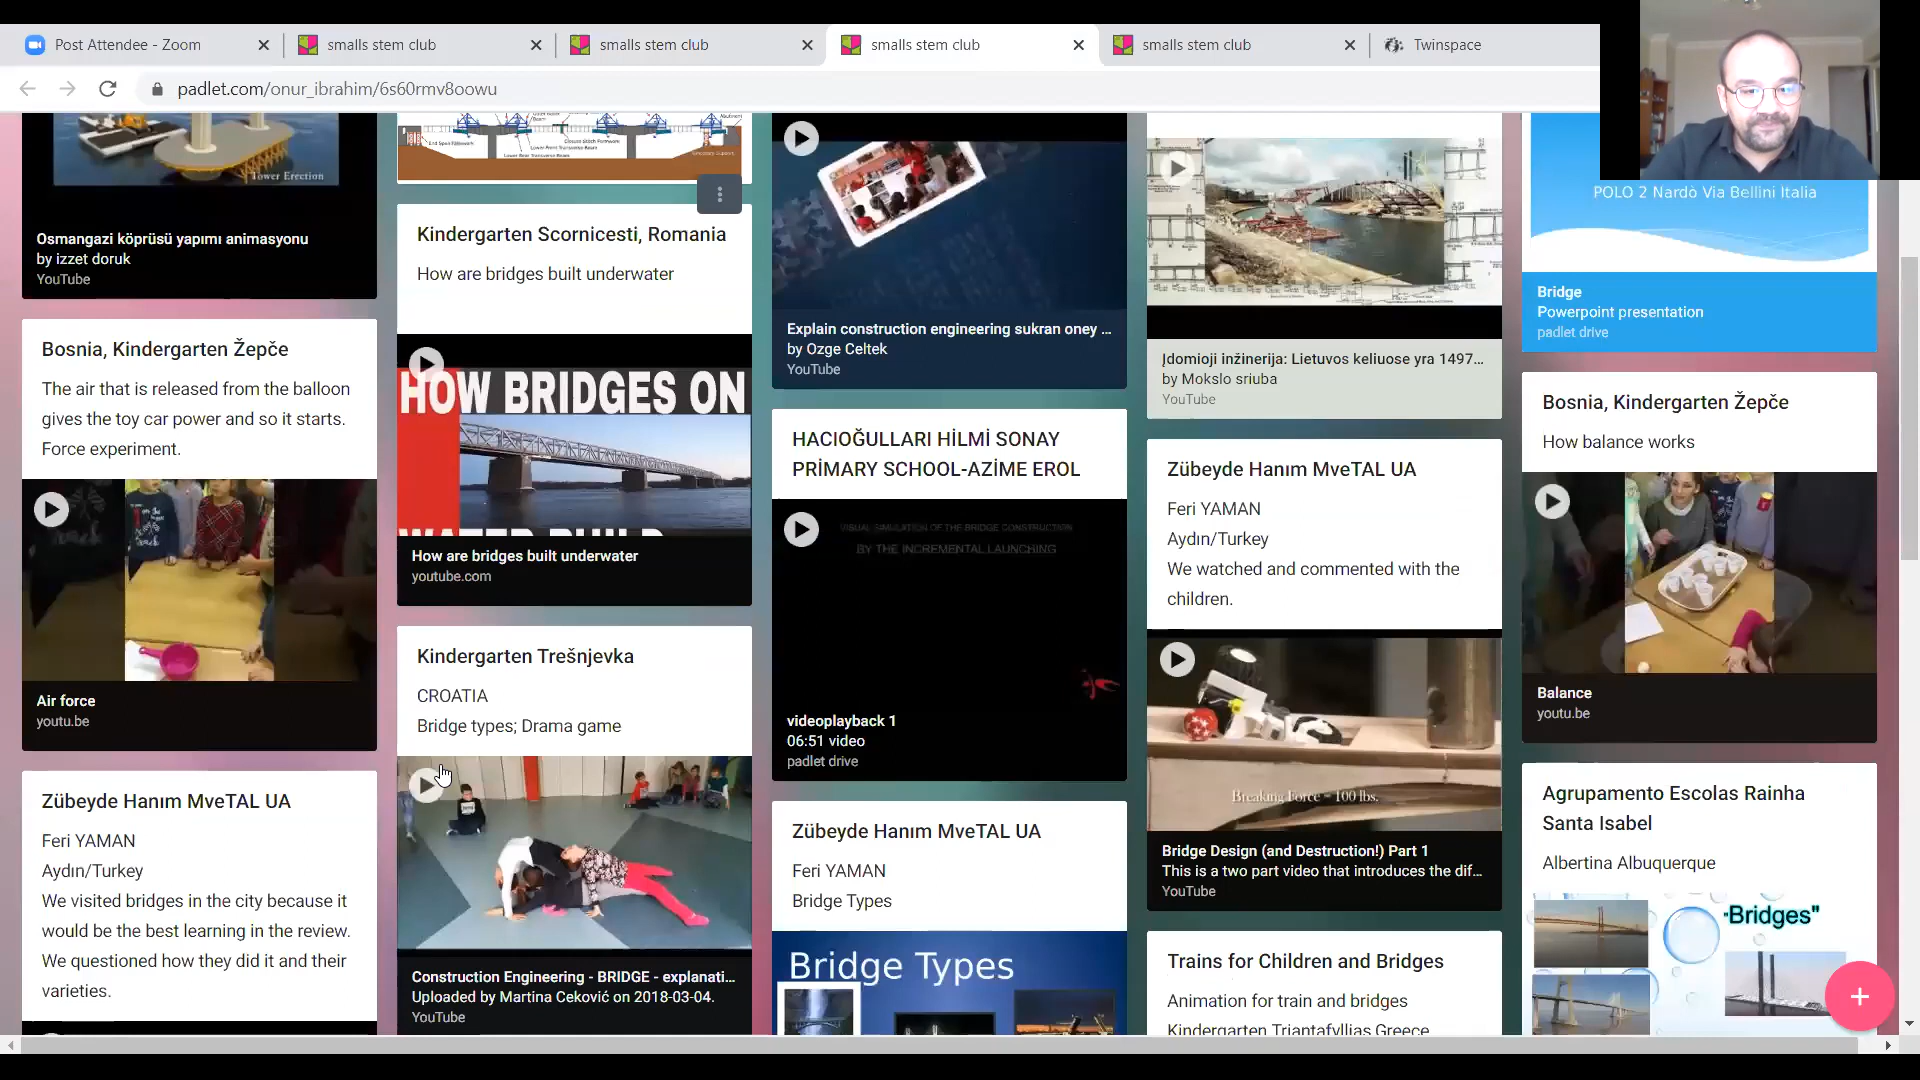 Post Attendee - Zoom
smalls stem club
smalls stem club
smalls stem club
smalls stem club
Twinspace
padlet.com/onur_ibrahim/6s60rmv8oowu
Tower Erection
Osmangazi köprüsü yapımı animasyonu
by izzet doruk
YouTube
Bosnia, Kindergarten Žepče
The air that is released from the balloon
gives the toy car power and so it starts.
Force experiment.
Air force
youtu.be
Zübeyde Hanım MveTAL UA
Feri YAMAN
Aydın/Turkey
We visited bridges in the city because it
would be the best learning in the review.
We questioned how they did it and their
varieties.
Kindergarten Scornicesti, Romania
How are bridges built underwater
HOW BRIDGES ON
WATER BUILD
How are bridges built underwater
youtube.com
Kindergarten Trešnjevka
CROATIA
Bridge types; Drama game
Construction Engineering - BRIDGE - explanati...
Uploaded by Martina Ceković on 2018-03-04.
YouTube
Explain construction engineering sukran oney ...
by Ozge Celtek
YouTube
HACIOĞULLARI HİLMİ SONAY
PRİMARY SCHOOL-AZİME EROL
VISUAL SIMULATION OF THE BRIDGE CONSTRUCTION
BY THE INCREMENTAL LAUNCHING
videoplayback 1
06:51 video
padlet drive
Zübeyde Hanım MveTAL UA
Feri YAMAN
Bridge Types
Bridge Types
Įdomioji inžinerija: Lietuvos keliuose yra 1497...
by Mokslo sriuba
YouTube
Zübeyde Hanım MveTAL UA
Feri YAMAN
Aydın/Turkey
We watched and commented with the
children.
Breaking Force = 100 lbs.
Bridge Design (and Destruction!) Part 1
This is a two part video that introduces the dif...
YouTube
Trains for Children and Bridges
Animation for train and bridges
Kindergarten Triantafyllias Greece
POLO 2 Nardò Via Bellini Italia
Bridge
Powerpoint presentation
padlet drive
Bosnia, Kindergarten Žepče
How balance works
Balance
youtu.be
Agrupamento Escolas Rainha
Santa Isabel
Albertina Albuquerque
"Bridges"